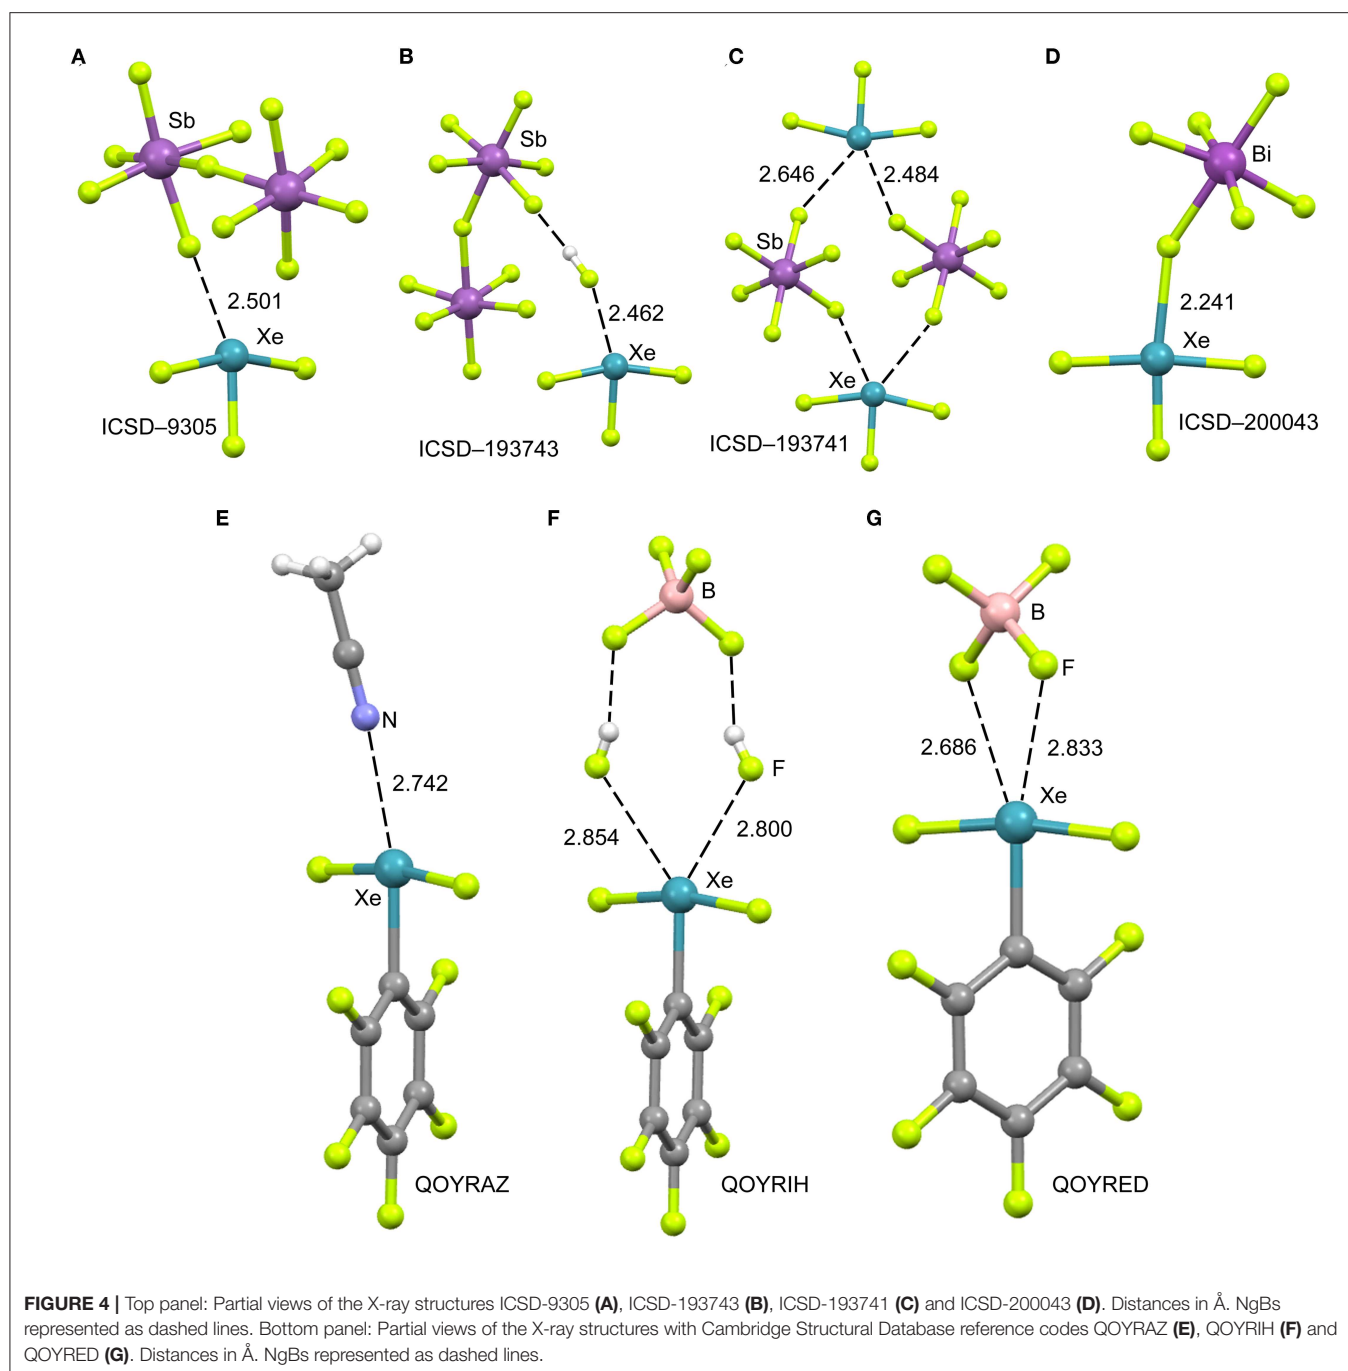 A
B
C
D
Sb
Sb
2.646
2.484
Bi
Sb
2.501
2.462
2.241
Xe
Xe
Xe
Xe
ICSD–9305
ICSD–193743
ICSD–193741
ICSD–200043
E
F
G
B
B
N
F
F
2.742
2.686
2.833
2.854
2.800
Xe
Xe
Xe
QOYRAZ
QOYRIH
QOYRED
FIGURE 4 | Top panel: Partial views of the X-ray structures ICSD-9305 (A), ICSD-193743 (B), ICSD-193741 (C) and ICSD-200043 (D). Distances in Å. NgBs
represented as dashed lines. Bottom panel: Partial views of the X-ray structures with Cambridge Structural Database reference codes QOYRAZ (E), QOYRIH (F) and
QOYRED (G). Distances in Å. NgBs represented as dashed lines.